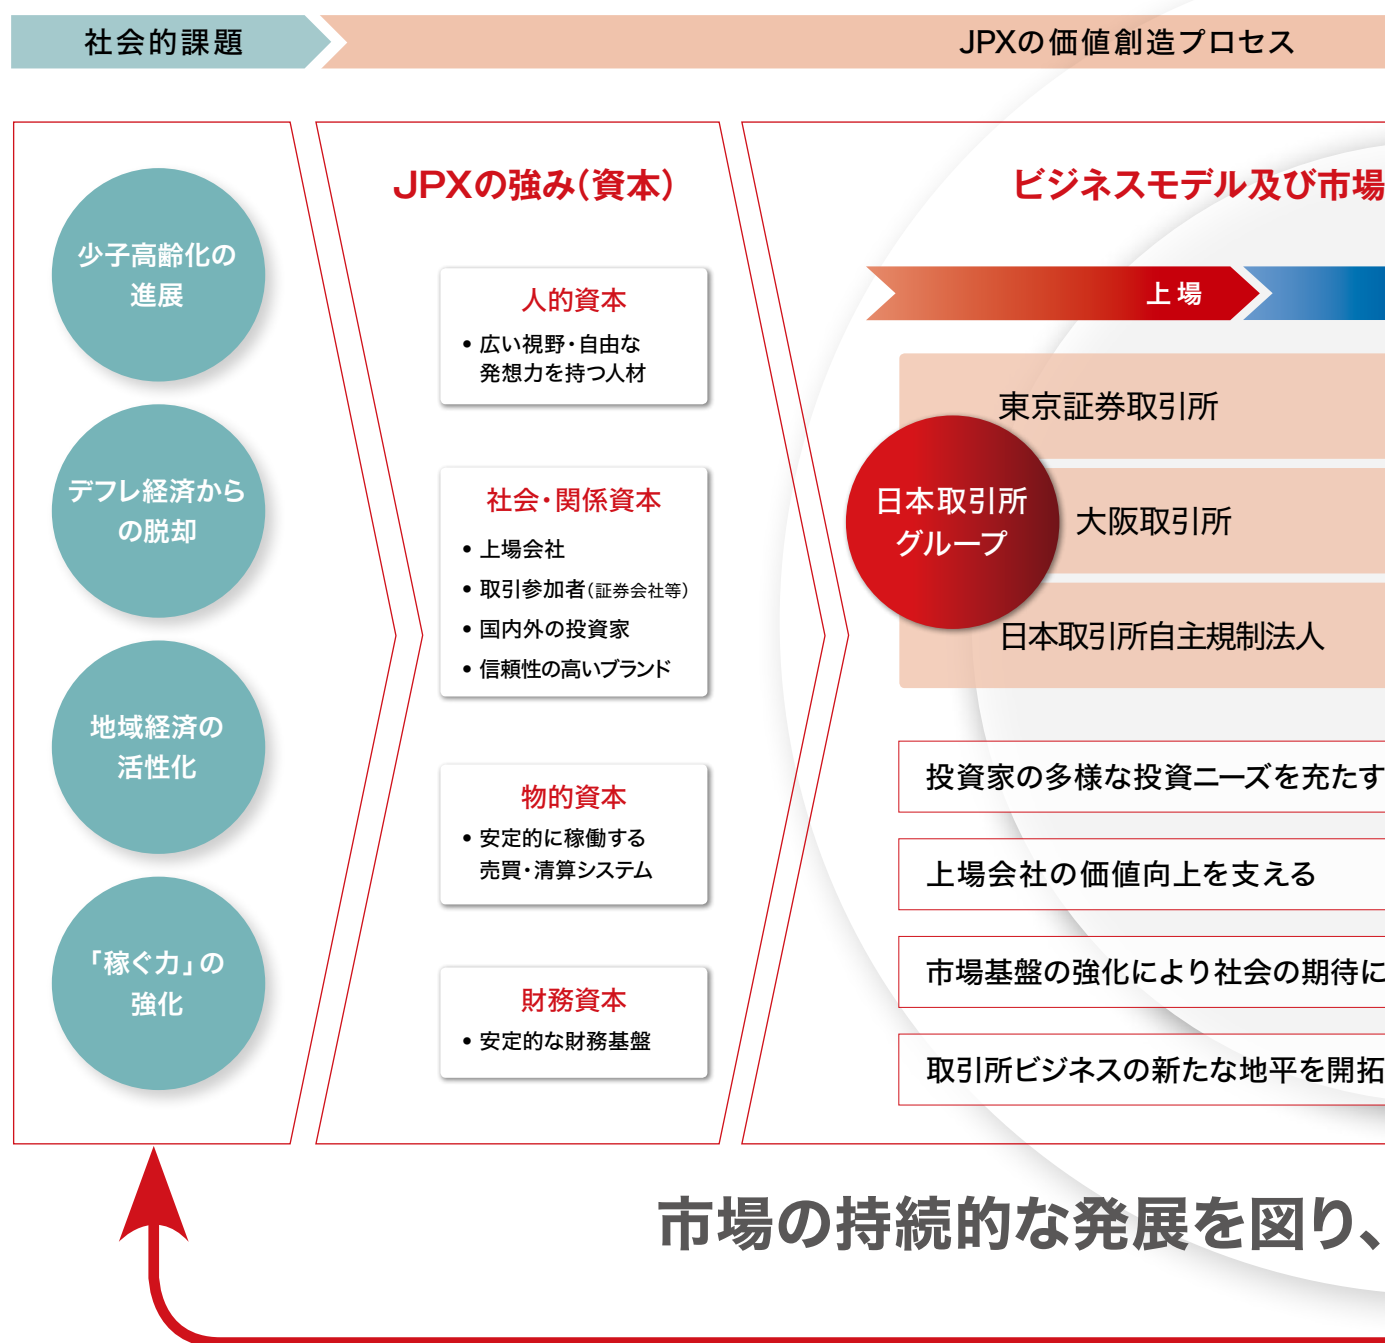 社会的課題
JPXの価値創造プロセス
少子高齢化の
進展
デフレ経済から
の脱却
地域経済の
活性化
「稼ぐ力」の
強化
JPXの強み（資本）
人的資本
• 広い視野・自由な
発想力を持つ人材
社会・関係資本
• 上場会社
• 取引参加者（証券会社等）
• 国内外の投資家
• 信頼性の高いブランド
物的資本
• 安定的に稼働する
売買・清算システム
財務資本
• 安定的な財務基盤
ビジネスモデル及び市場
上場
東京証券取引所
日本取引所
グループ
大阪取引所
日本取引所自主規制法人
投資家の多様な投資ニーズを充たす
上場会社の価値向上を支える
市場基盤の強化により社会の期待に
取引所ビジネスの新たな地平を開拓
市場の持続的な発展を図り、